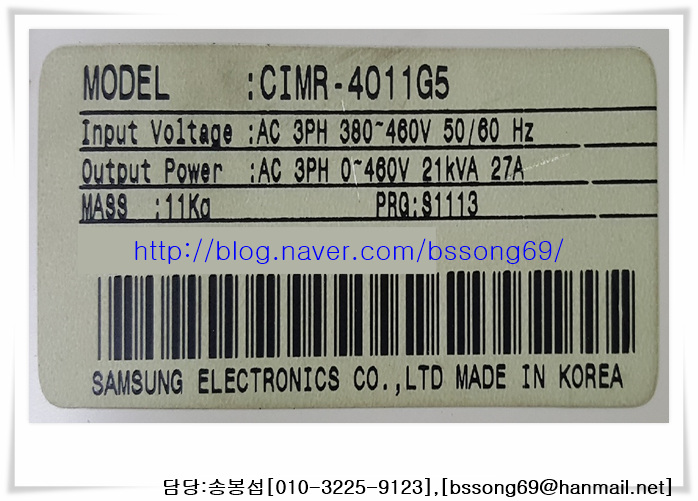 MODEL :CIMR-4011G5
Input Voltage :AC 3PH 380~460V 50/60 Hz
Output Power :AC 3PH 0~460V 21kVA 27A
MASS :11Kg PRG:S1113
http://blog.naver.com/bssong69/
SAMSUNG ELECTRONICS CO.,LTD MADE IN KOREA
담당:송봉섭[010-3225-9123],[bssong69@hanmail.net]